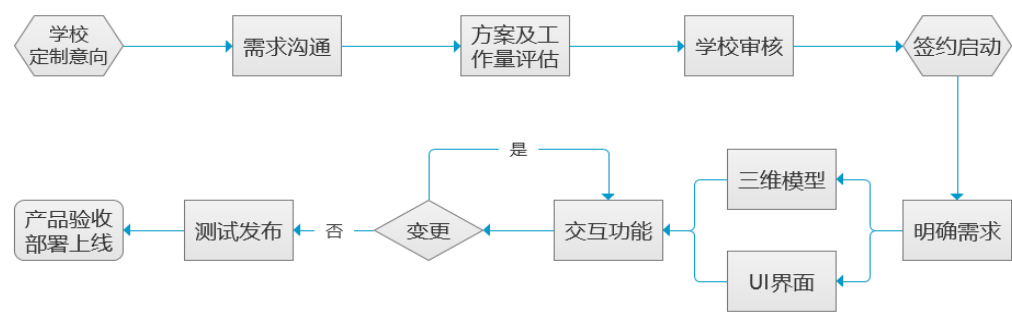 学校
定制意向
需求沟通
方案及工
作量评估
学校审核
签约启动
是
三维模型
产品验收
部署上线
测试发布
否
变更
交互功能
明确需求
UI界面